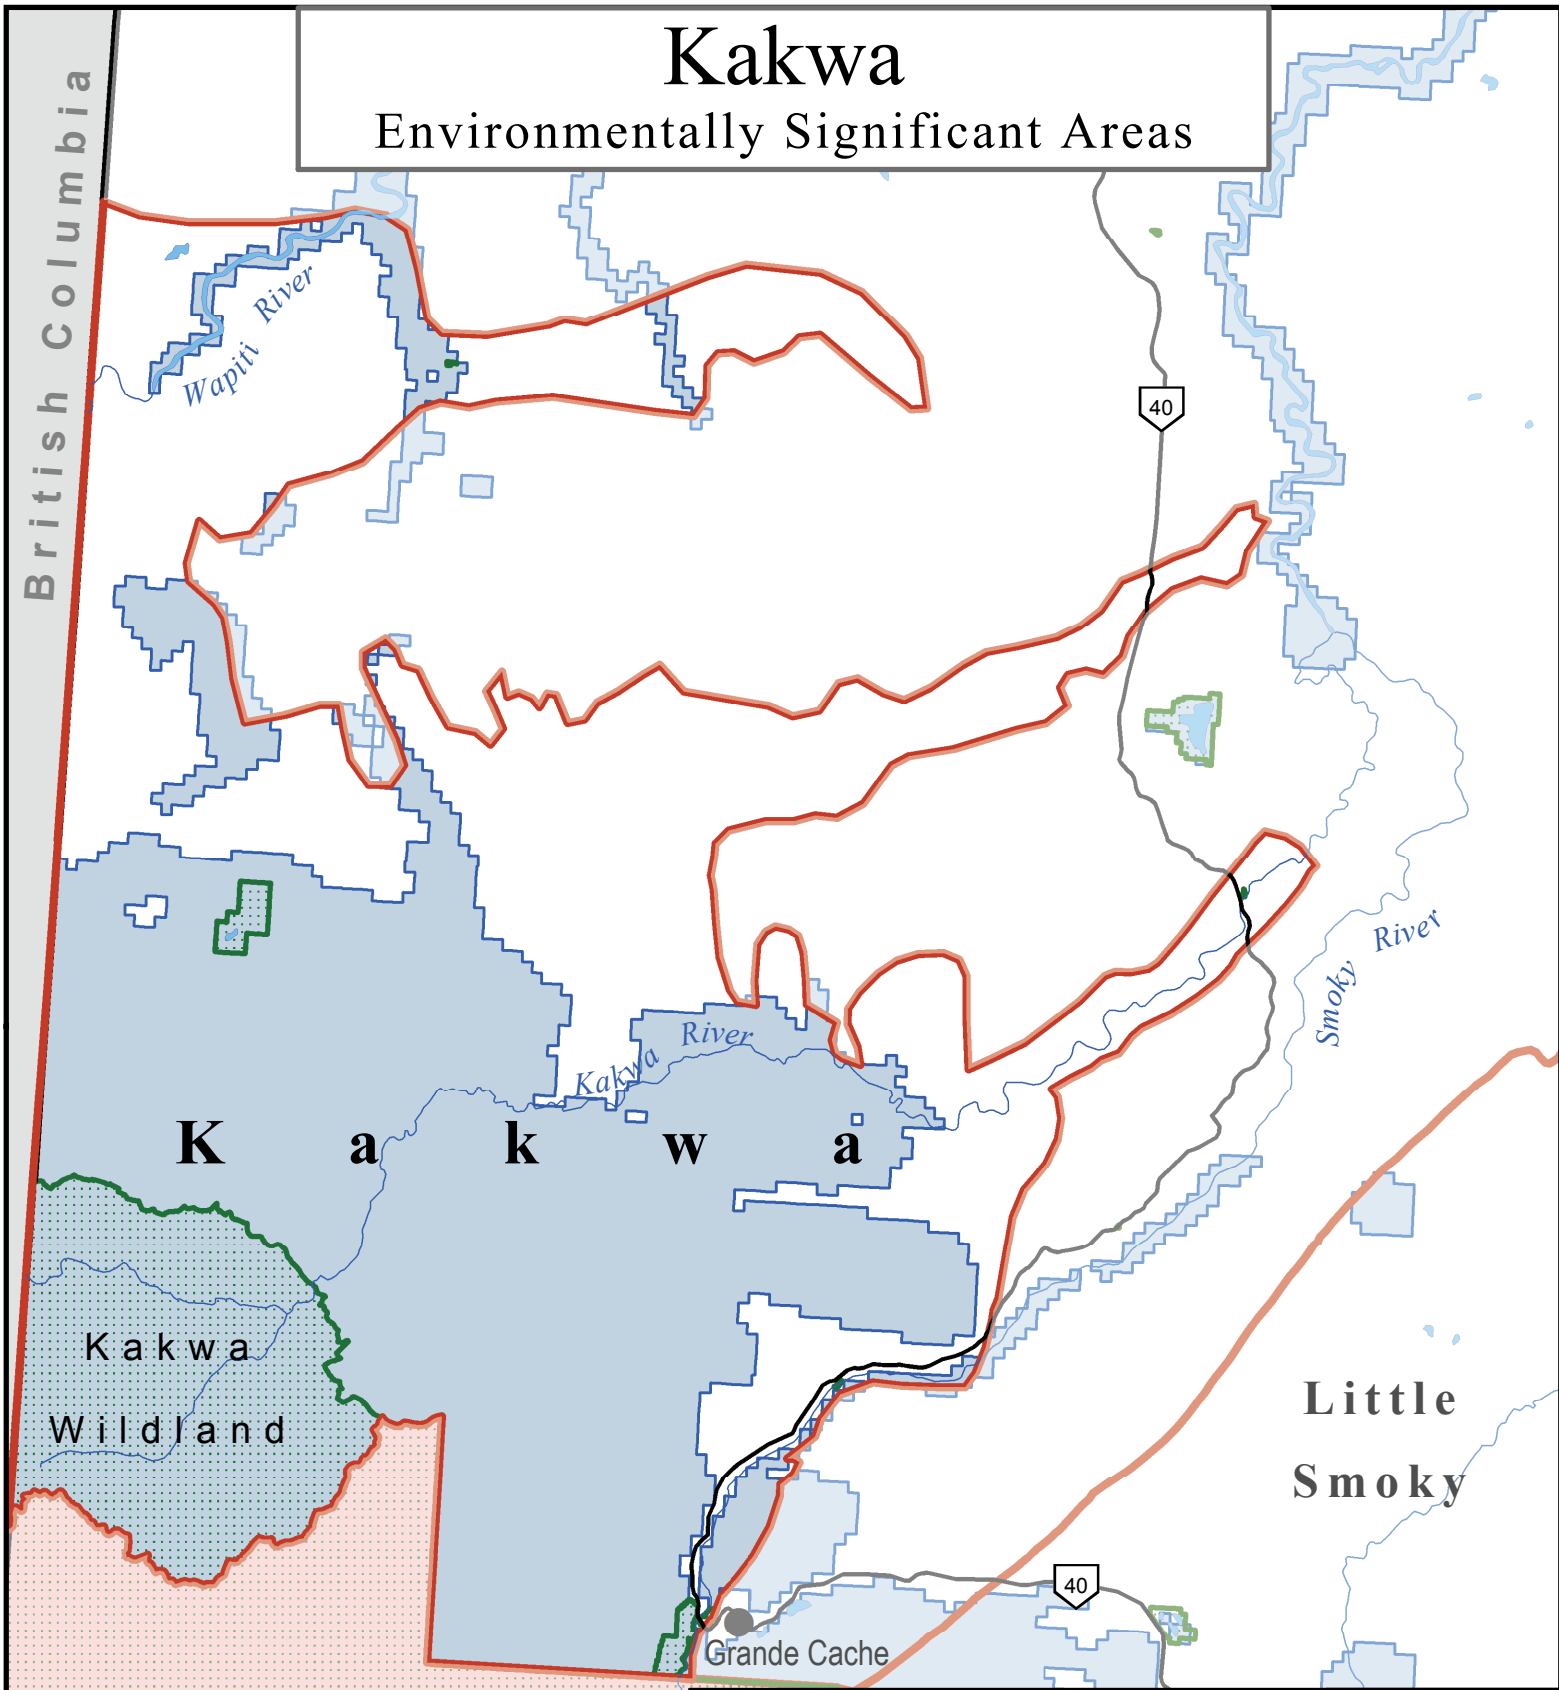 Kakwa
Environmentally Significant Areas
British Columbia
Wapiti River
40
Smoky River
Kakwa River
Kakwa
Kakwa
Wildland
Little
Smoky
40
Grande Cache